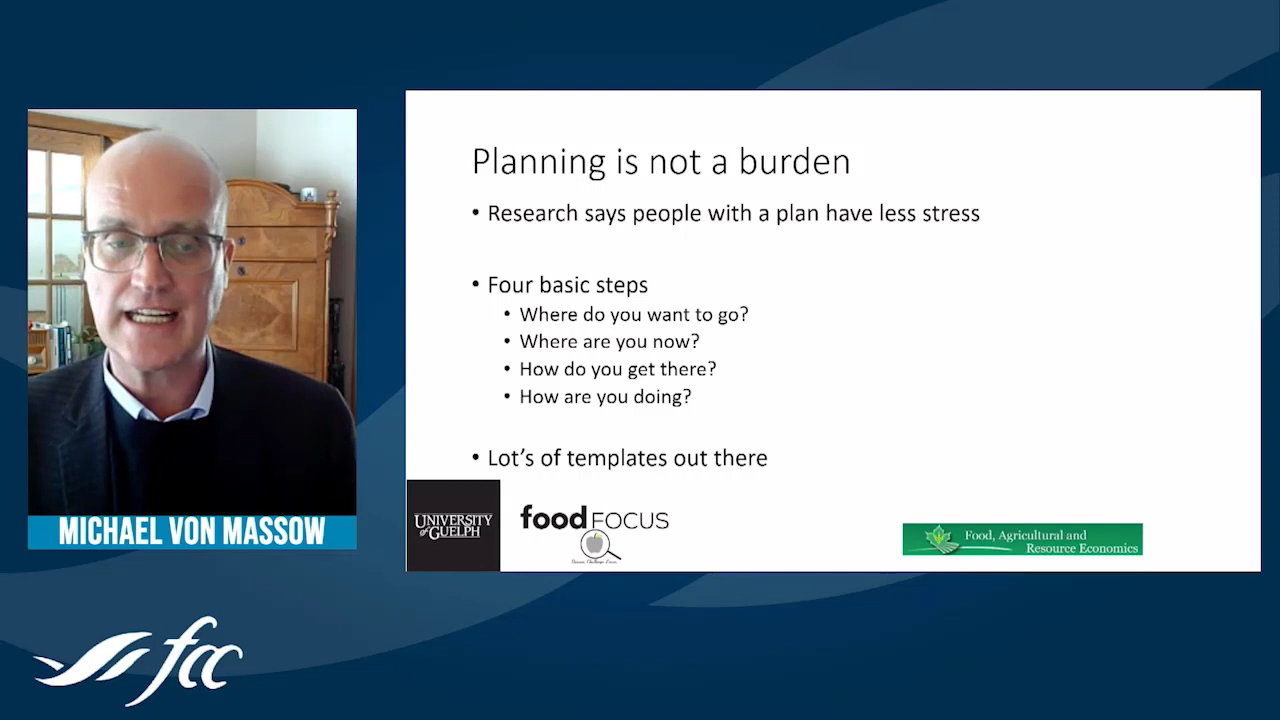 Planning is not a burden
• Research says people with a plan have less stress
• Four basic steps
• Where do you want to go?
• Where are you now?
• How do you get there?
• How are you doing?
• Lot's of templates out there
UNIVERSITY
of GUELPH
foodFOCUS
Food, Agricultural and
Resource Economics
MICHAEL VON MASSOW
fcc